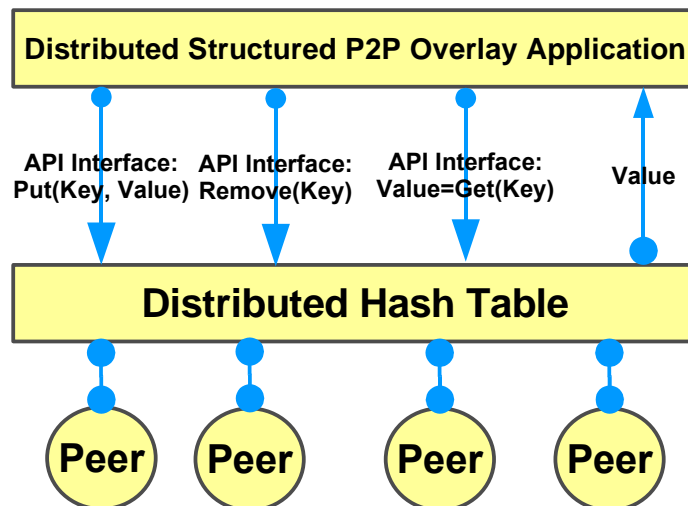 Distributed Structured P2P Overlay Application
API Interface:
Put(Key, Value)
API Interface:
Remove(Key)
API Interface:
Value=Get(Key)
Value
Distributed Hash Table
Peer
Peer
Peer
Peer